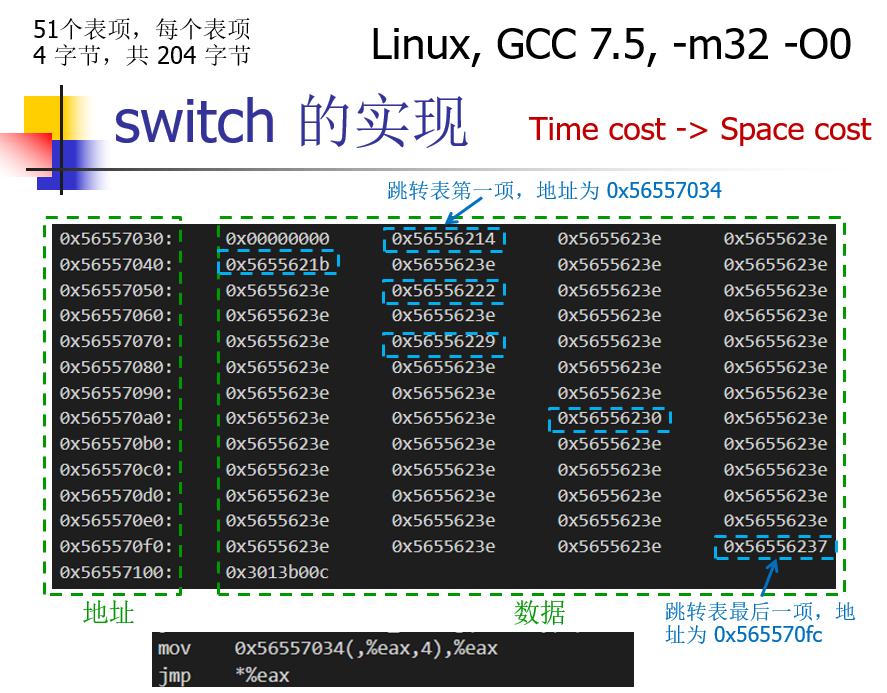 51个表项，每个表项
4 字节，共 204 字节
Linux, GCC 7.5, -m32 -O0
switch 的实现
Time cost -> Space cost
跳转表第一项，地址为 0x56557034
0x56557030: 0x00000000 0x56556214 0x5655623e 0x5655623e
0x56557040: 0x5655621b 0x5655623e 0x5655623e 0x5655623e
0x56557050: 0x5655623e 0x56556222 0x5655623e 0x5655623e
0x56557060: 0x5655623e 0x5655623e 0x5655623e 0x5655623e
0x56557070: 0x5655623e 0x56556229 0x5655623e 0x5655623e
0x56557080: 0x5655623e 0x5655623e 0x5655623e 0x5655623e
0x56557090: 0x5655623e 0x5655623e 0x5655623e 0x5655623e
0x565570a0: 0x5655623e 0x5655623e 0x56556230 0x5655623e
0x565570b0: 0x5655623e 0x5655623e 0x5655623e 0x5655623e
0x565570c0: 0x5655623e 0x5655623e 0x5655623e 0x5655623e
0x565570d0: 0x5655623e 0x5655623e 0x5655623e 0x5655623e
0x565570e0: 0x5655623e 0x5655623e 0x5655623e 0x5655623e
0x565570f0: 0x5655623e 0x5655623e 0x5655623e 0x56556237
0x56557100: 0x3013b00c
地址
数据
跳转表最后一项，地
址为 0x565570fc
mov 0x56557034(,%eax,4),%eax
jmp *%eax